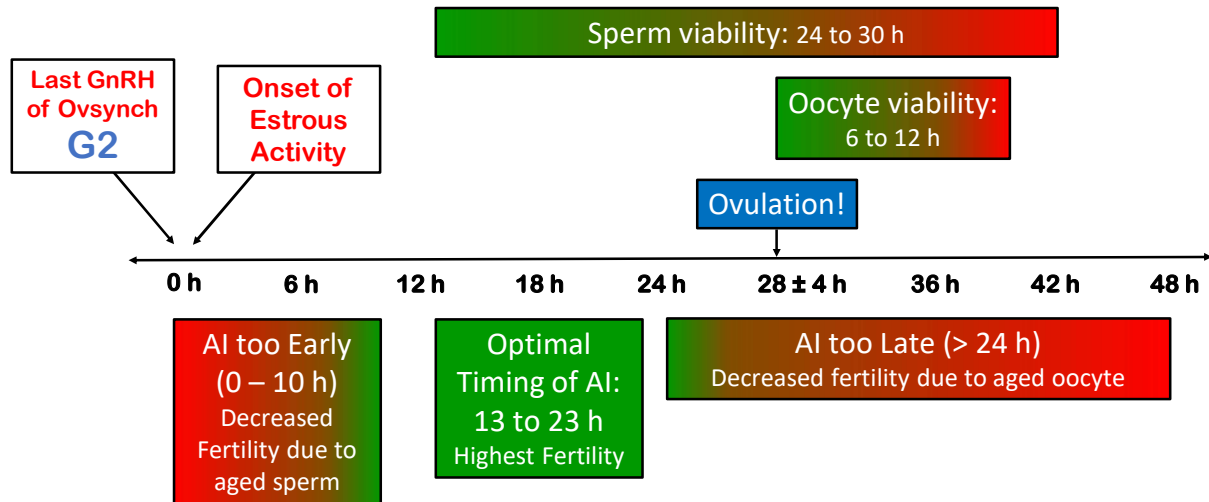 Sperm viability: 24 to 30 h
Last GnRH
of Ovsynch
G2
Onset of
Estrous
Activity
Oocyte viability:
6 to 12 h
Ovulation!
0 h 6 h 12 h 18 h 24 h 28 ± 4 h 36 h 42 h 48 h
AI too Early
(0 – 10 h)
Decreased
Fertility due to
aged sperm
Optimal
Timing of AI:
13 to 23 h
Highest Fertility
AI too Late (> 24 h)
Decreased fertility due to aged oocyte